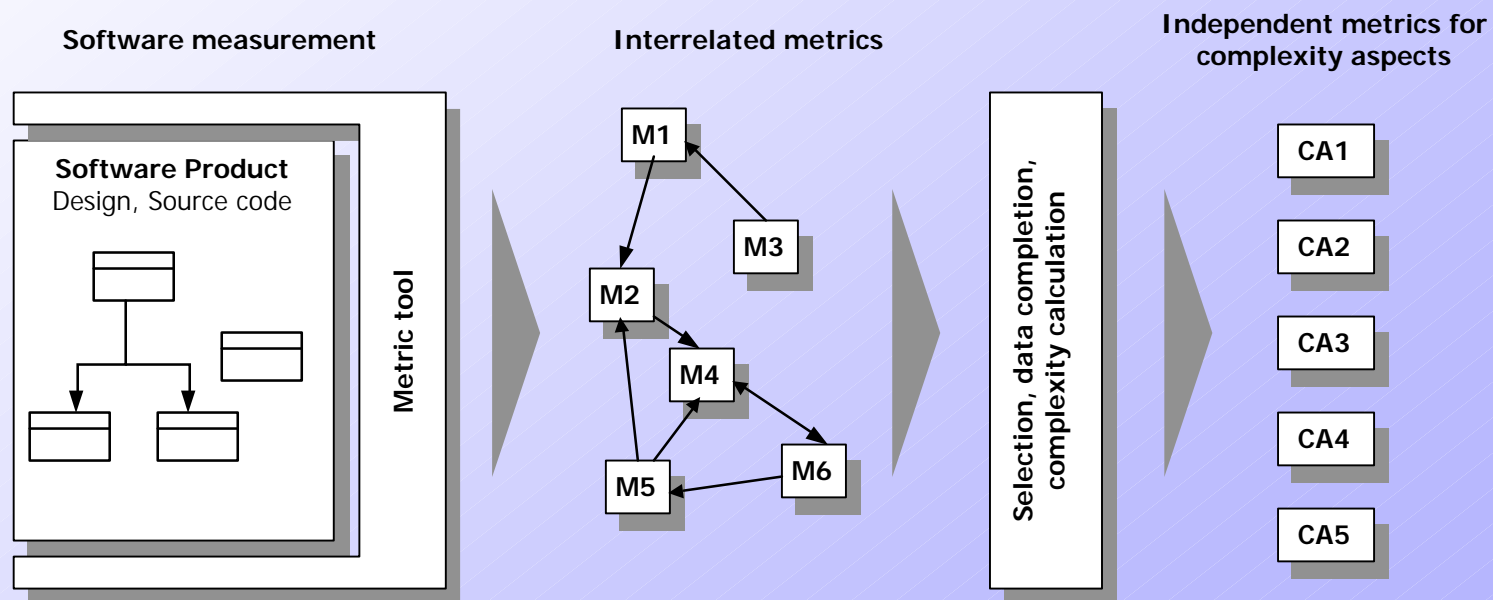 Software measurement
Interrelated metrics
Independent metrics for
complexity aspects
Software Product
Design, Source code
Metric tool
M1
M3
M2
M4
M5
M6
Selection, data completion,
complexity calculation
CA1
CA2
CA3
CA4
CA5